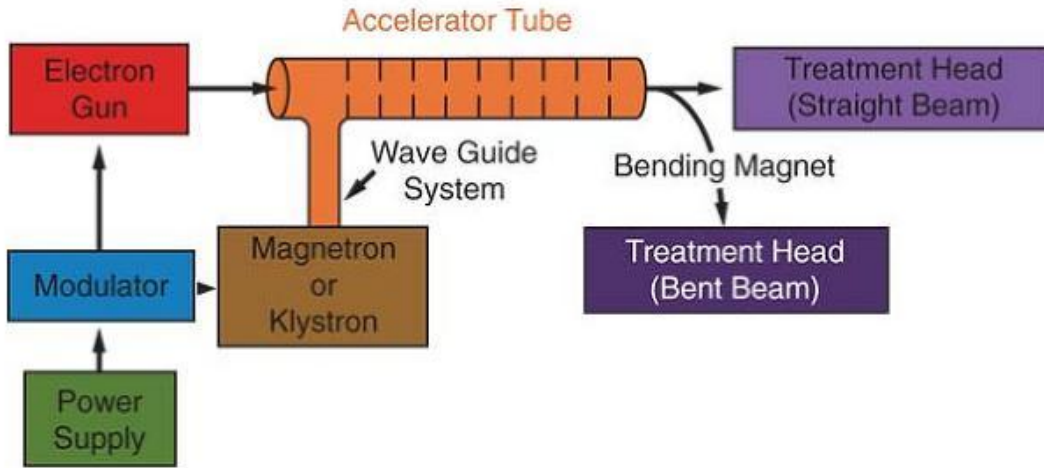 Accelerator Tube
Electron
Gun
Treatment Head
(Straight Beam)
Wave Guide
System
Bending Magnet
Modulator
Magnetron
or
Klystron
Treatment Head
(Bent Beam)
Power
Supply